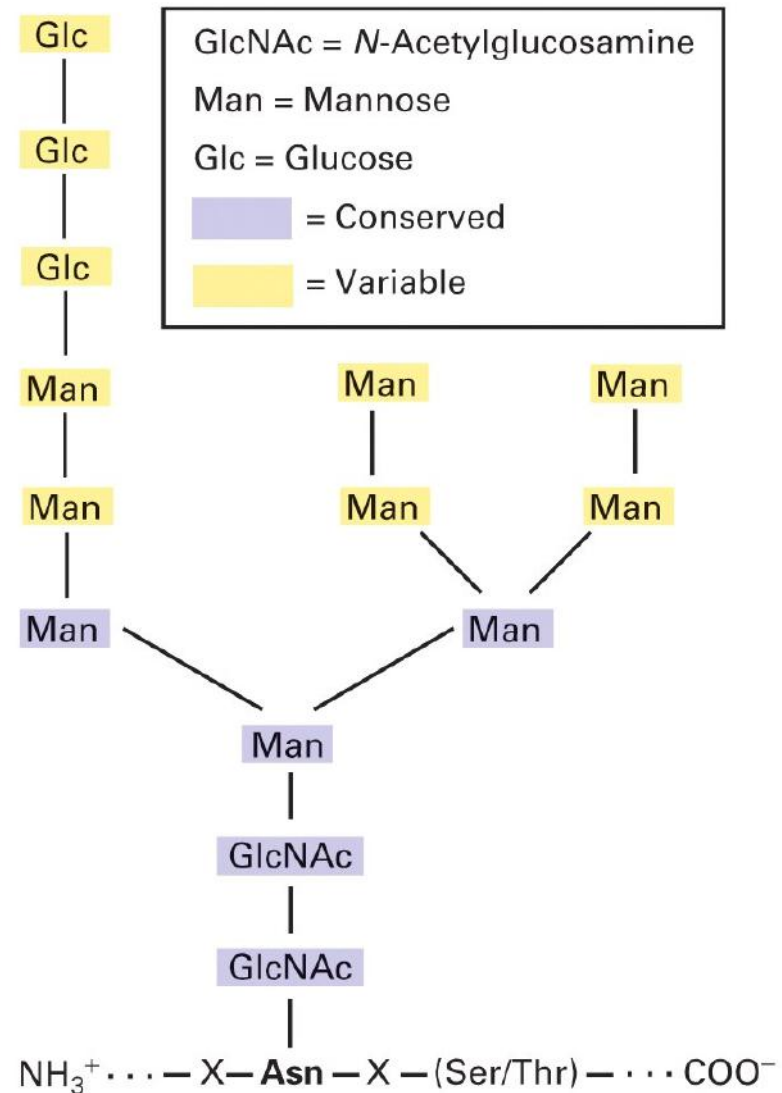 Glc
GlcNAc = N-Acetylglucosamine
Man = Mannose
Glc
Glc = Glucose
= Conserved
Glc
= Variable
Man Man Man
Man Man Man
Man Man
Man
GlcNAc
GlcNAc
NH₃⁺ · · · — X — Asn — X — (Ser/Thr) — · · · COO⁻